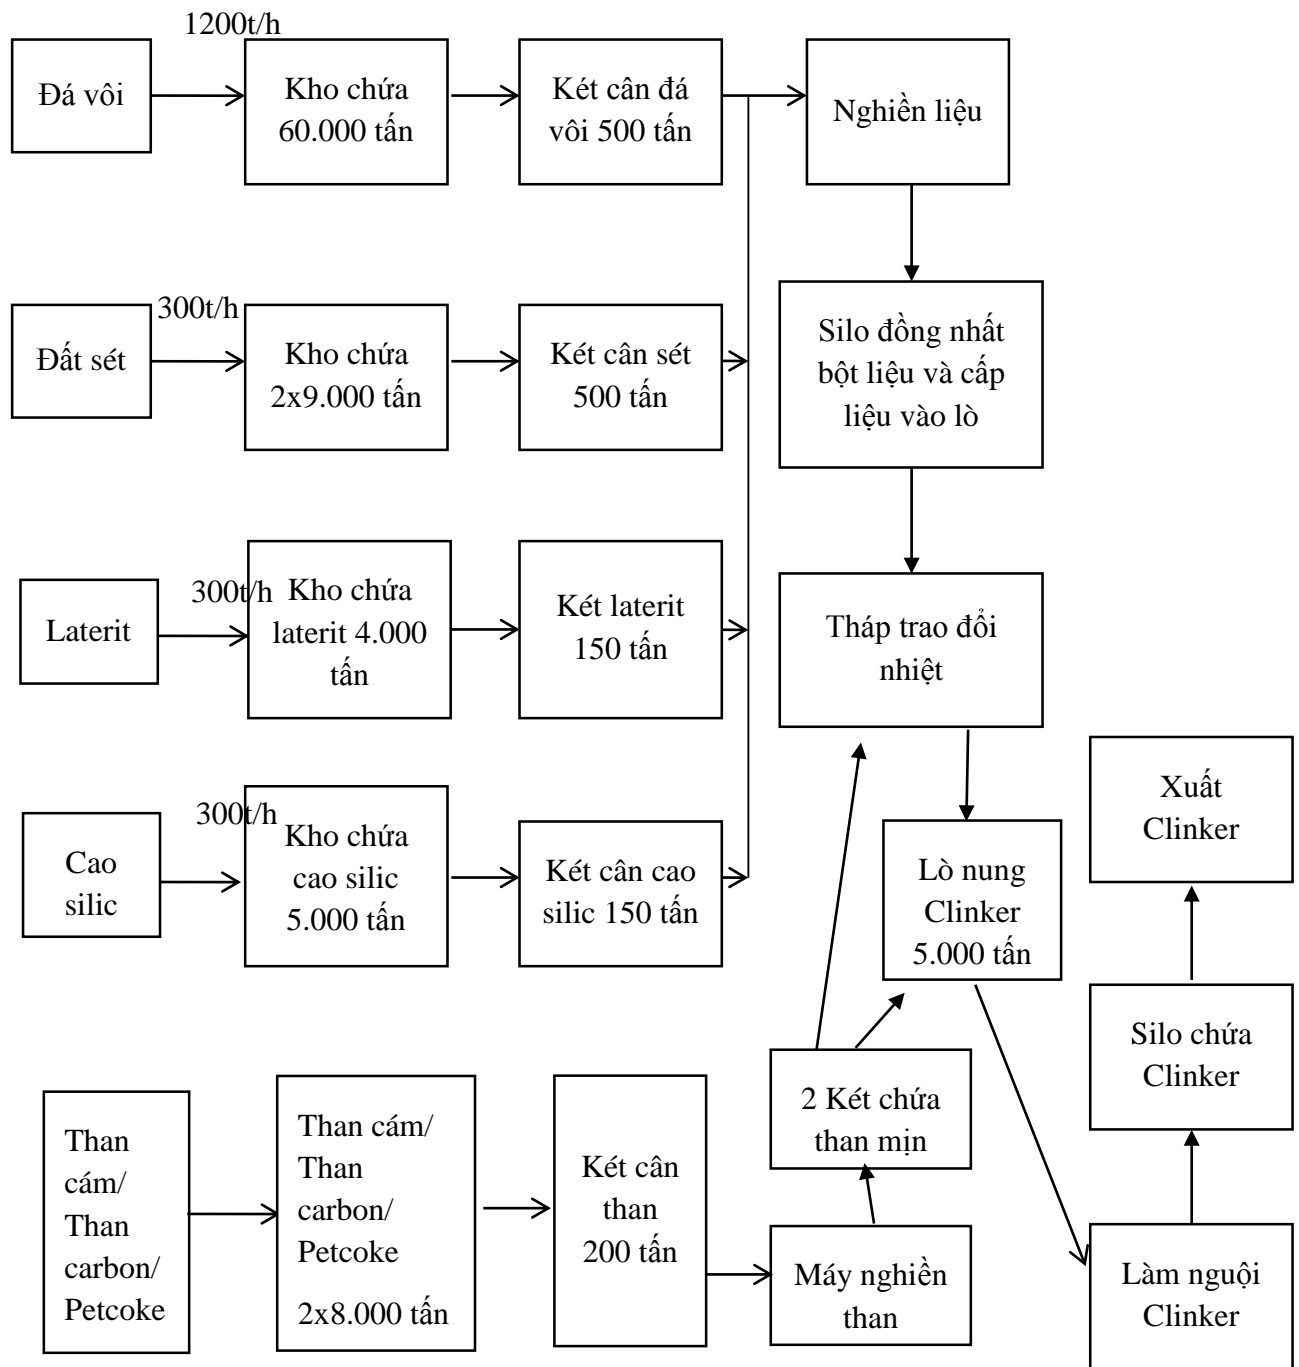 1200t/h
Đá vôi
Kho chứa
60.000 tấn
Két cân đá
vôi 500 tấn
Nghiền liệu
300t/h
Đất sét
Kho chứa
2x9.000 tấn
Két cân sét
500 tấn
Silo đồng nhất
bột liệu và cấp
liệu vào lò
300t/h
Laterit
Kho chứa
laterit 4.000
tấn
Két laterit
150 tấn
Tháp trao đổi
nhiệt
300t/h
Cao
silic
Kho chứa
cao silic
5.000 tấn
Két cân cao
silic 150 tấn
Lò nung
Clinker
5.000 tấn
Xuất
Clinker
Silo chứa
Clinker
Than
cám/
Than
carbon/
Petcoke
Than cám/
Than
carbon/
Petcoke
2x8.000 tấn
Két cân
than
200 tấn
2 Két chứa
than mịn
Máy nghiền
than
Làm nguội
Clinker